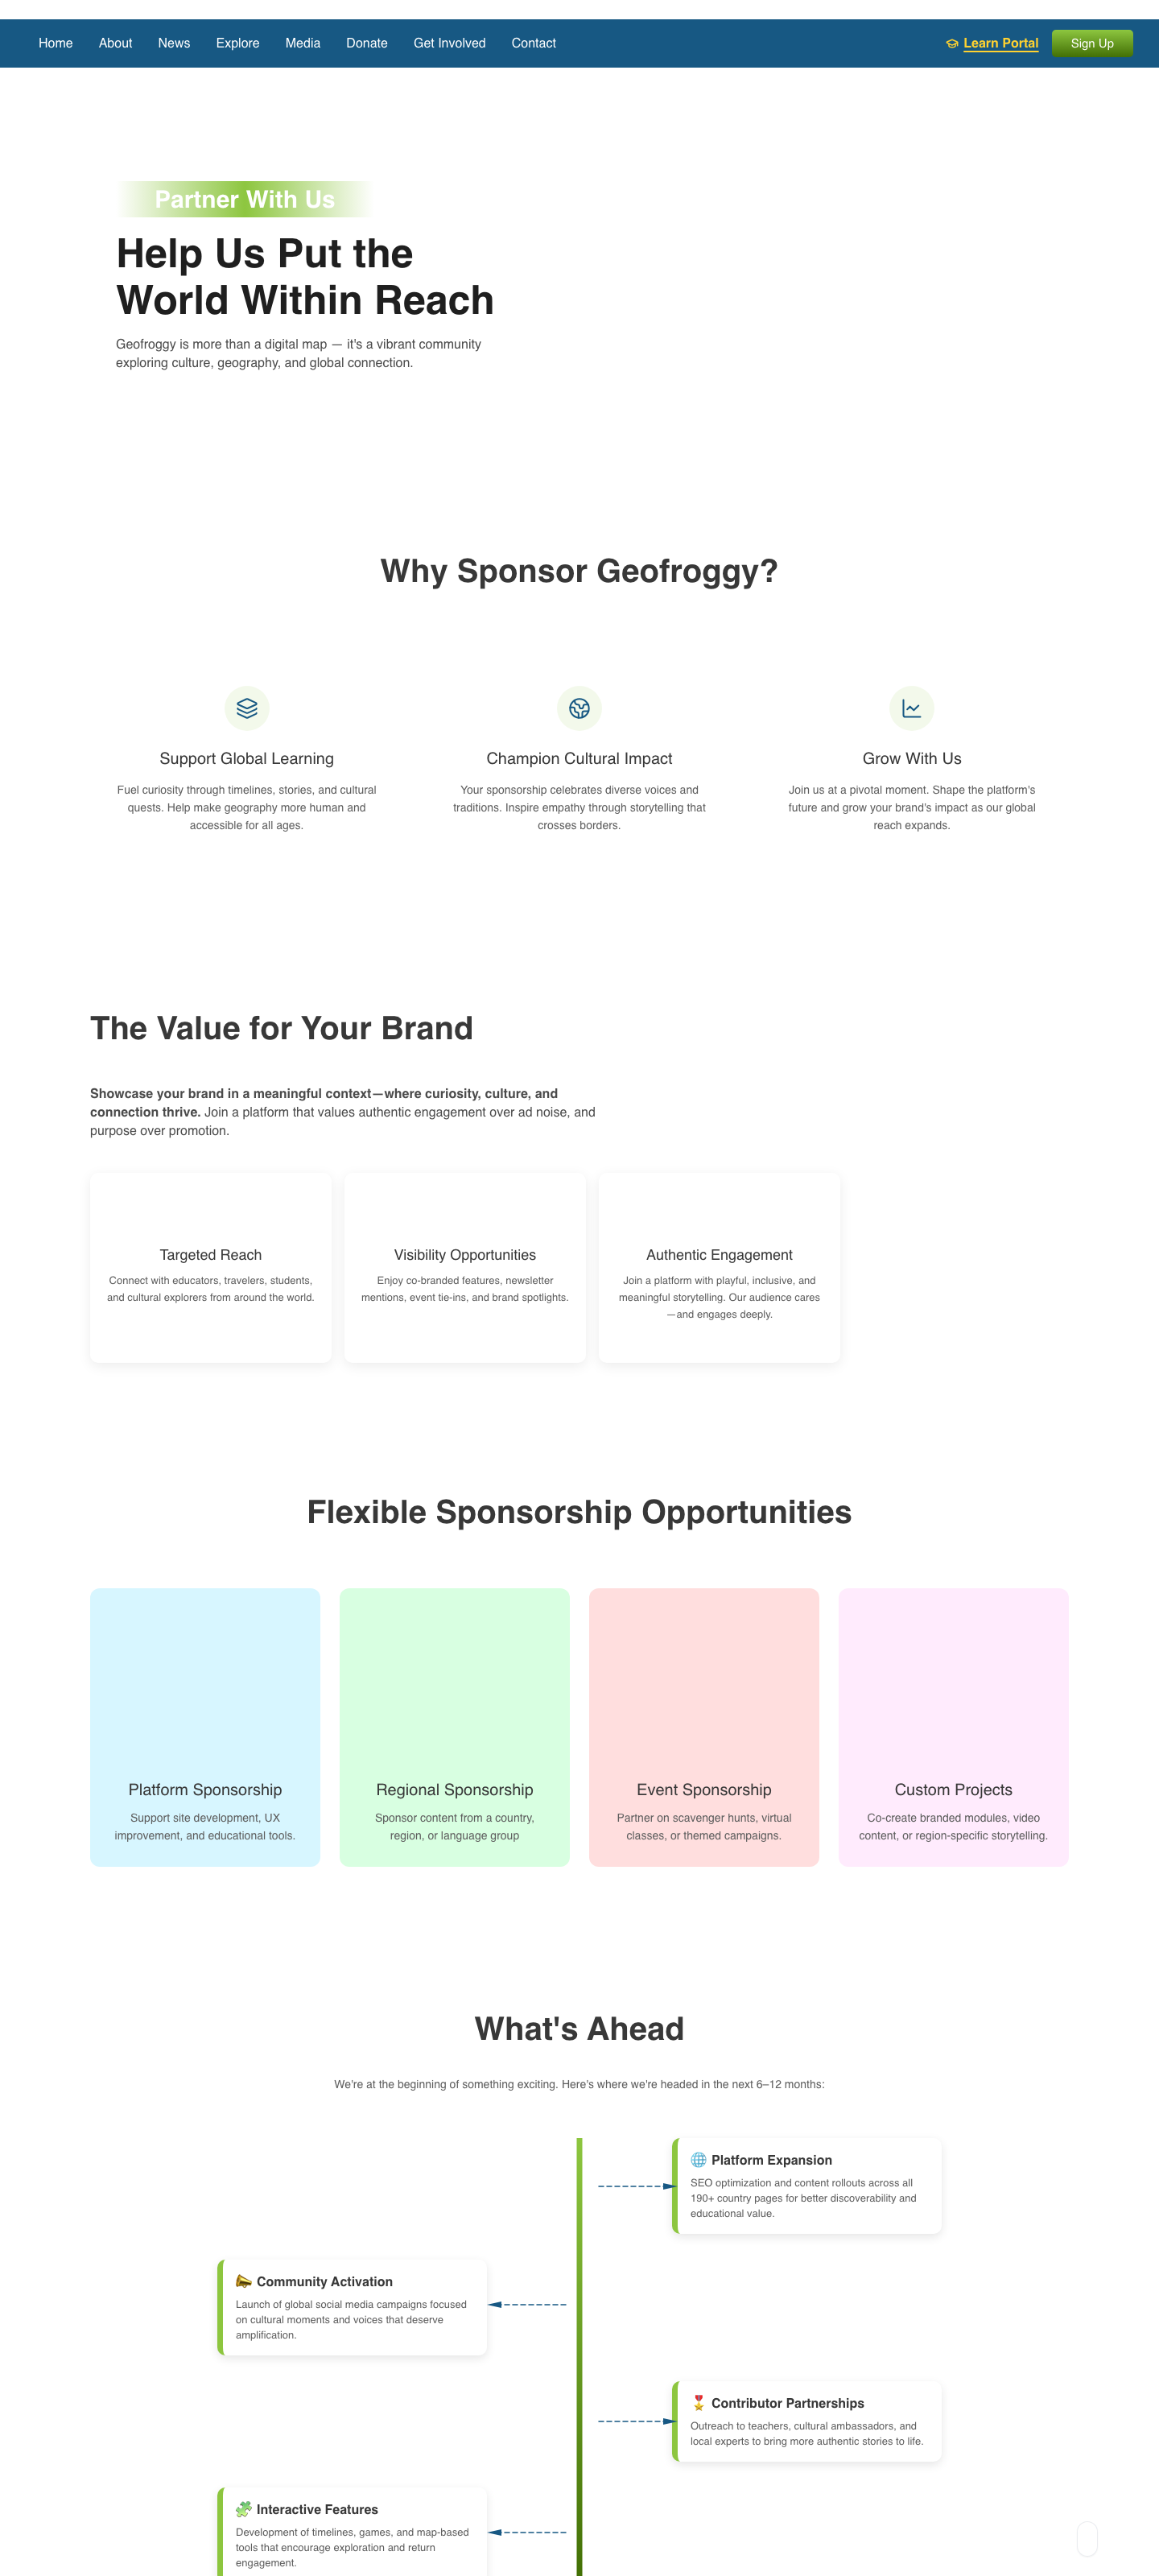 Home About News Explore Media Donate Get Involved Contact Learn Portal Sign Up
Partner With Us
Help Us Put the
World Within Reach
Geofroggy is more than a digital map — it's a vibrant community
exploring culture, geography, and global connection.
Why Sponsor Geofroggy?
Support Global Learning
Fuel curiosity through timelines, stories, and cultural
quests. Help make geography more human and
accessible for all ages.
Champion Cultural Impact
Your sponsorship celebrates diverse voices and
traditions. Inspire empathy through storytelling that
crosses borders.
Grow With Us
Join us at a pivotal moment. Shape the platform's
future and grow your brand's impact as our global
reach expands.
The Value for Your Brand
Showcase your brand in a meaningful context—where curiosity, culture, and
connection thrive. Join a platform that values authentic engagement over ad noise, and
purpose over promotion.
Targeted Reach
Connect with educators, travelers, students,
and cultural explorers from around the world.
Visibility Opportunities
Enjoy co-branded features, newsletter
mentions, event tie-ins, and brand spotlights.
Authentic Engagement
Join a platform with playful, inclusive, and
meaningful storytelling. Our audience cares
—and engages deeply.
Flexible Sponsorship Opportunities
Platform Sponsorship
Support site development, UX
improvement, and educational tools.
Regional Sponsorship
Sponsor content from a country,
region, or language group
Event Sponsorship
Partner on scavenger hunts, virtual
classes, or themed campaigns.
Custom Projects
Co-create branded modules, video
content, or region-specific storytelling.
What's Ahead
We're at the beginning of something exciting. Here's where we're headed in the next 6–12 months:
Platform Expansion
SEO optimization and content rollouts across all
190+ country pages for better discoverability and
educational value.
Community Activation
Launch of global social media campaigns focused
on cultural moments and voices that deserve
amplification.
Contributor Partnerships
Outreach to teachers, cultural ambassadors, and
local experts to bring more authentic stories to life.
Interactive Features
Development of timelines, games, and map-based
tools that encourage exploration and return
engagement.